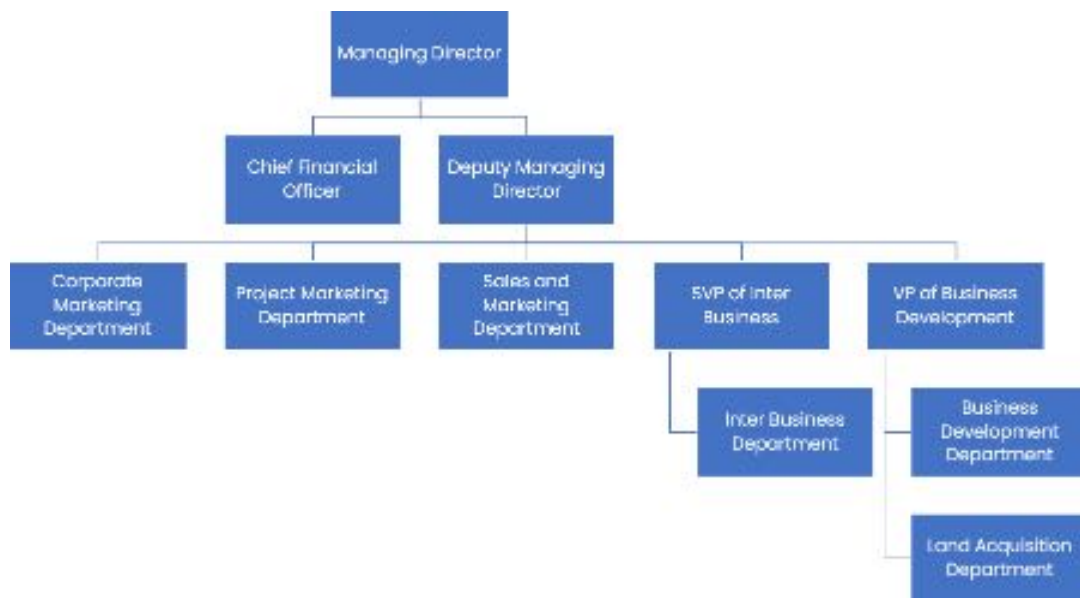 Managing Director
Chief Financial
Officer
Deputy Managing
Director
Corporate
Marketing
Department
Project Marketing
Department
Sales and
Marketing
Department
SVP of Inter
Business
VP of Business
Development
Inter Business
Department
Business
Development
Department
Land Acquisition
Department